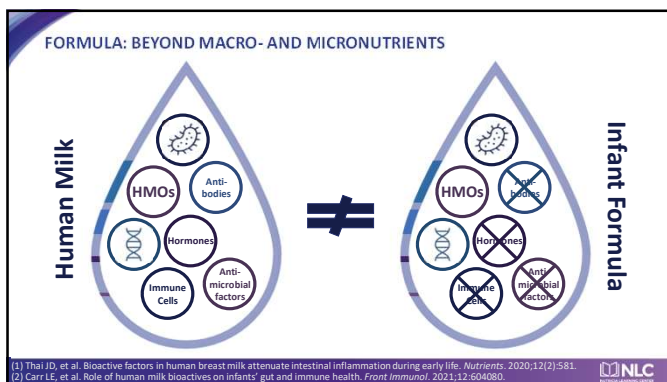 FORMULA: BEYOND MACRO- AND MICRONUTRIENTS
Human Milk
HMOs
Anti-
bodies
Hormones
Immune
Cells
Anti-
microbial
factors
≠
Infant Formula
HMOs
Anti-
bodies
Hormones
Immune
Cells
Anti
microbial
factors
(1) Thai JD, et al. Bioactive factors in human breast milk attenuate intestinal inflammation during early life. Nutrients. 2020;12(2):581.
(2) Carr LE, et al. Role of human milk bioactives on infants' gut and immune health. Front Immunol. 2021;12:604080.
NLC
NUTRICIA LEARNING CENTER